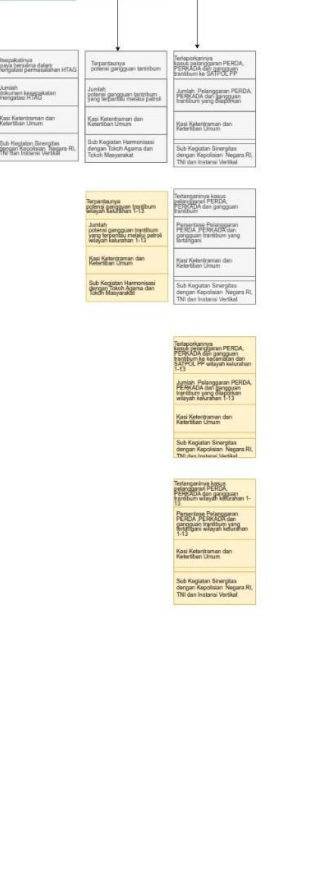 upaya bersama dalam
mengatasi permasalahan HTAG
Jumlah
dokumen kesepakatan
mengatasi HTAG
Kasi Ketentraman dan
Ketertiban Umum
Sub Kegiatan Sinergitas
dengan Kepolisian Negara RI,
TNI dan Instansi Vertikal
Terpantaunya
potensi gangguan tantribum
Jumlah
potensi gangguan tantribum
yang terpantau melalui patroli
Kasi Ketentraman dan
Ketertiban Umum
Sub Kegiatan Harmonisasi
dengan Tokoh Agama dan
Tokoh Masyarakat
Terlaporkannya
kasus pelanggaran PERDA,
PERKADA dan gangguan
trantibum ke SATPOL PP
Jumlah Pelanggaran PERDA,
PERKADA dan gangguan
trantibum yang dilaporkan
Kasi Ketentraman dan
Ketertiban Umum
Sub Kegiatan Sinergitas
dengan Kepolisian Negara RI,
TNI dan Instansi Vertikal
Terpantaunya
potensi gangguan trantibum
wilayah kelurahan 1-13
Jumlah
potensi gangguan trantibum
yang terpantau melalui patroli
wilayah kelurahan 1-13
Kasi Ketentraman dan
Ketertiban Umum
Sub Kegiatan Harmonisasi
dengan Tokoh Agama dan
Tokoh Masyarakat
Tertanganinya kasus
pelanggaran PERDA,
PERKADA dan gangguan
trantibum
Persentase Pelanggaran
PERDA ,PERKADA dan
gangguan trantibum yang
tertangani
Kasi Ketentraman dan
Ketertiban Umum
Sub Kegiatan Sinergitas
dengan Kepolisian Negara RI,
TNI dan Instansi Vertikal
Terlaporkannya
kasus pelanggaran PERDA,
PERKADA dan gangguan
trantibum ke kecamatan dan
SATPOL PP wilayah kelurahan
1-13
Jumlah Pelanggaran PERDA,
PERKADA dan gangguan
trantibum yang dilaporkan
wilayah kelurahan 1-13
Kasi Ketentraman dan
Ketertiban Umum
Sub Kegiatan Sinergitas
dengan Kepolisian Negara RI,
TNI dan Instansi Vertikal
Tertanganinya kasus
pelanggaran PERDA,
PERKADA dan gangguan
trantibum wilayah kelurahan 1-
13
Persentase Pelanggaran
PERDA ,PERKADA dan
gangguan trantibum yang
tertangani wilayah kelurahan
1-13
Kasi Ketentraman dan
Ketertiban Umum
Sub Kegiatan Sinergitas
dengan Kepolisian Negara RI,
TNI dan Instansi Vertikal